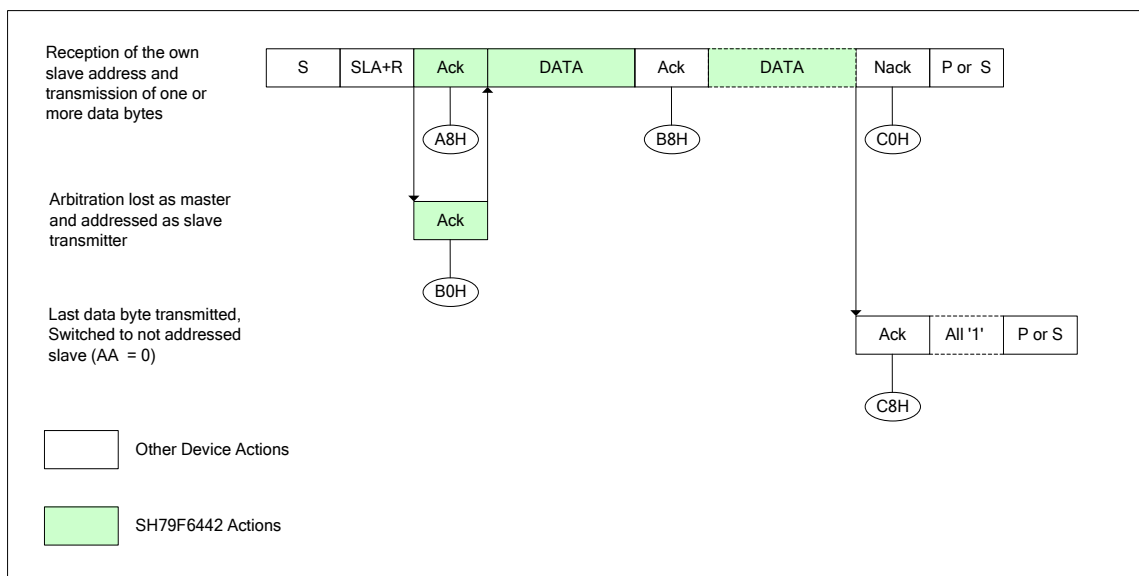 Reception of the own
slave address and
transmission of one or
more data bytes
S SLA+R Ack DATA Ack DATA Nack P or S
A8H B8H C0H
Arbitration lost as master
and addressed as slave
transmitter
Ack
B0H
Last data byte transmitted,
Switched to not addressed
slave (AA = 0)
Ack All '1' P or S
C8H
Other Device Actions
SH79F6442 Actions